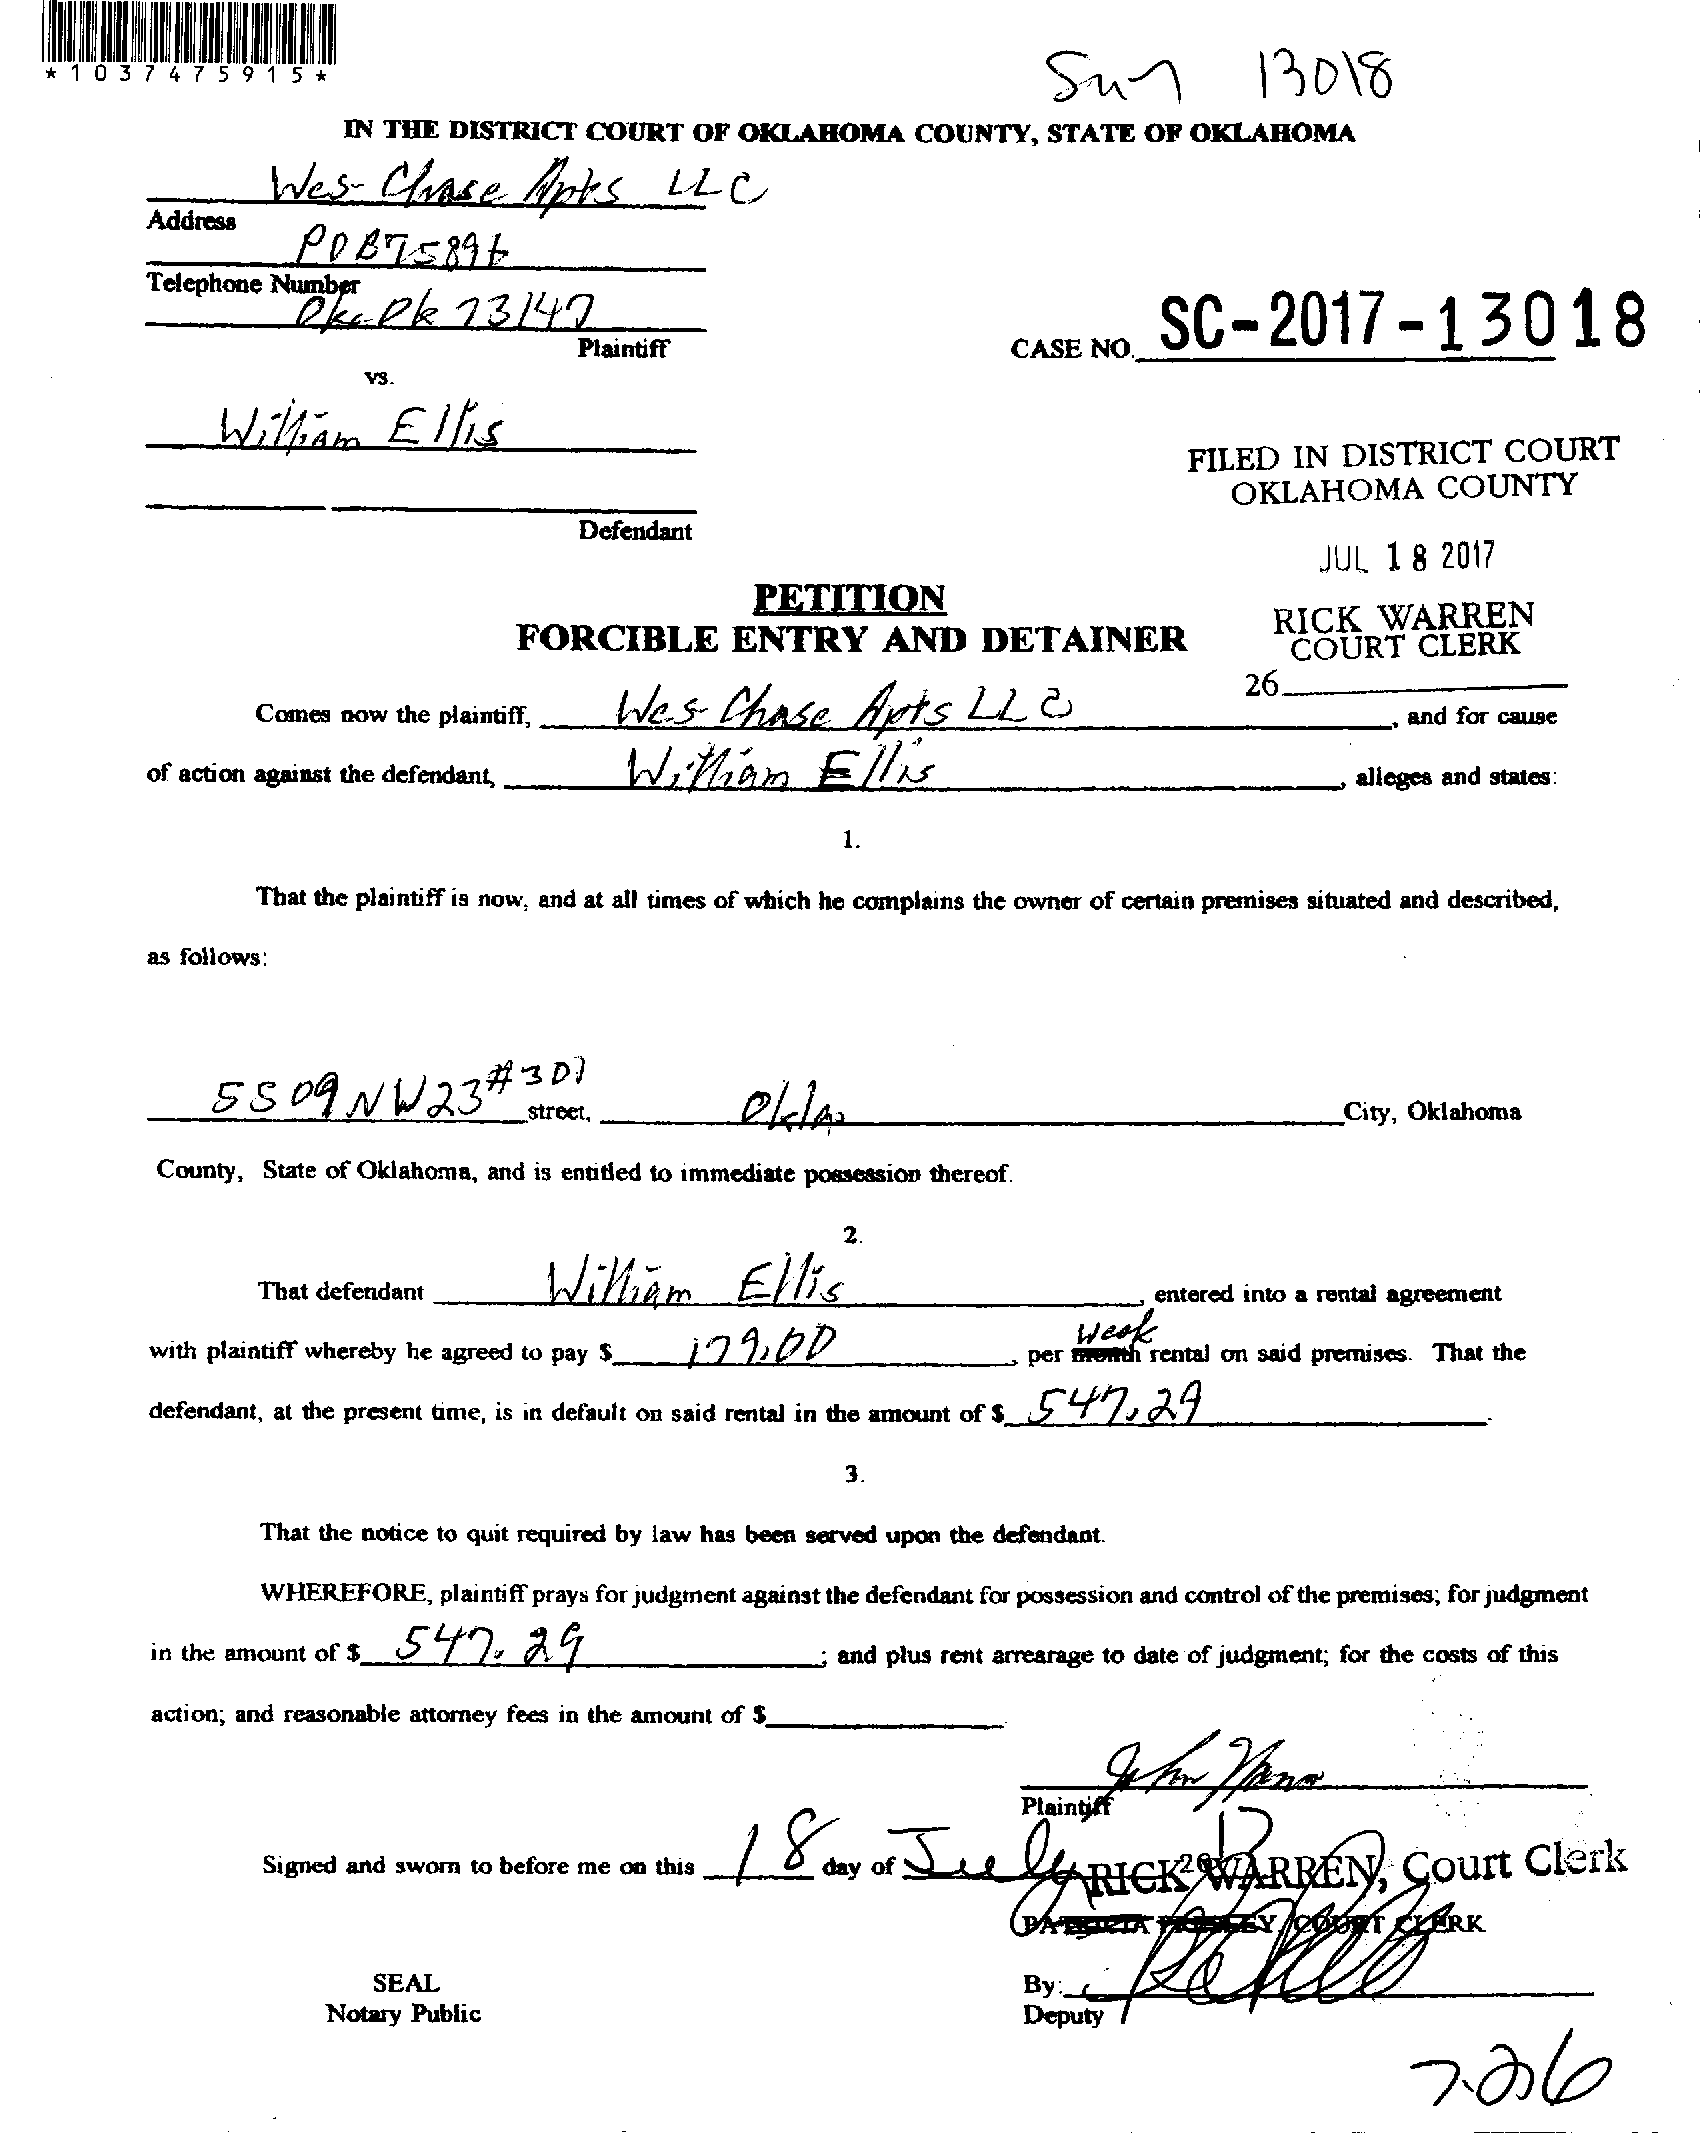 *1037475915*
13018
IN THE DISTRICT COURT OF OKLAHOMA COUNTY, STATE OF OKLAHOMA
Wes-Chase Apts LLC
Address
POB 75896
Telephone Number
Okc Ok 73147
Plaintiff
CASE NO. SC-2017-13018
vs.
William Ellis
FILED IN DISTRICT COURT
OKLAHOMA COUNTY
Defendant
JUL 18 2017
PETITION
FORCIBLE ENTRY AND DETAINER
RICK WARREN
COURT CLERK
26
Comes now the plaintiff, Wes-Chase Apts LLC, and for cause
of action against the defendant, William Ellis, alleges and states:
1.
That the plaintiff is now, and at all times of which he complains the owner of certain premises situated and described,
as follows:
5509 NW 23 #307 street, Okla City, Oklahoma
County, State of Oklahoma, and is entitled to immediate possession thereof.
2.
That defendant William Ellis, entered into a rental agreement
with plaintiff whereby he agreed to pay $ 179.00, per month week rental on said premises. That the
defendant, at the present time, is in default on said rental in the amount of $ 547.29.
3.
That the notice to quit required by law has been served upon the defendant.
WHEREFORE, plaintiff prays for judgment against the defendant for possession and control of the premises; for judgment
in the amount of $ 547.29; and plus rent arrearage to date of judgment; for the costs of this
action; and reasonable attorney fees in the amount of $
John
Plaintiff
Signed and sworn to before me on this 18 day of July 20
RICK WARREN, Court Clerk
COURT CLERK
SEAL
By:
Notary Public
Deputy
7-26